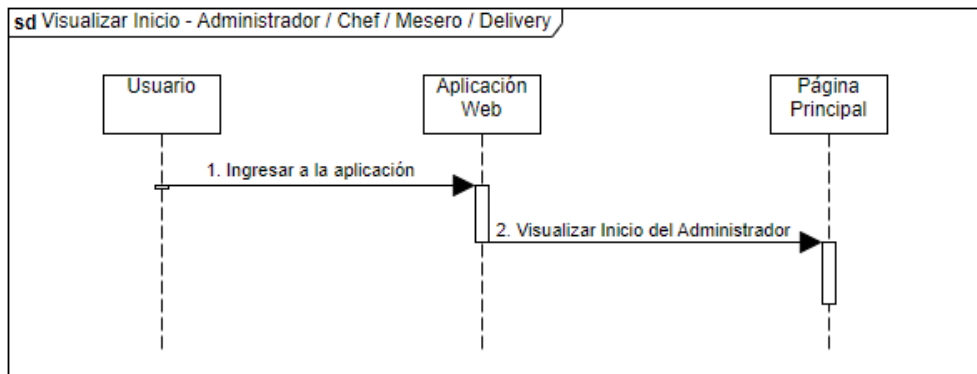 sd Visualizar Inicio - Administrador / Chef / Mesero / Delivery
Usuario
Aplicación
Web
Página
Principal
1. Ingresar a la aplicación
2. Visualizar Inicio del Administrador